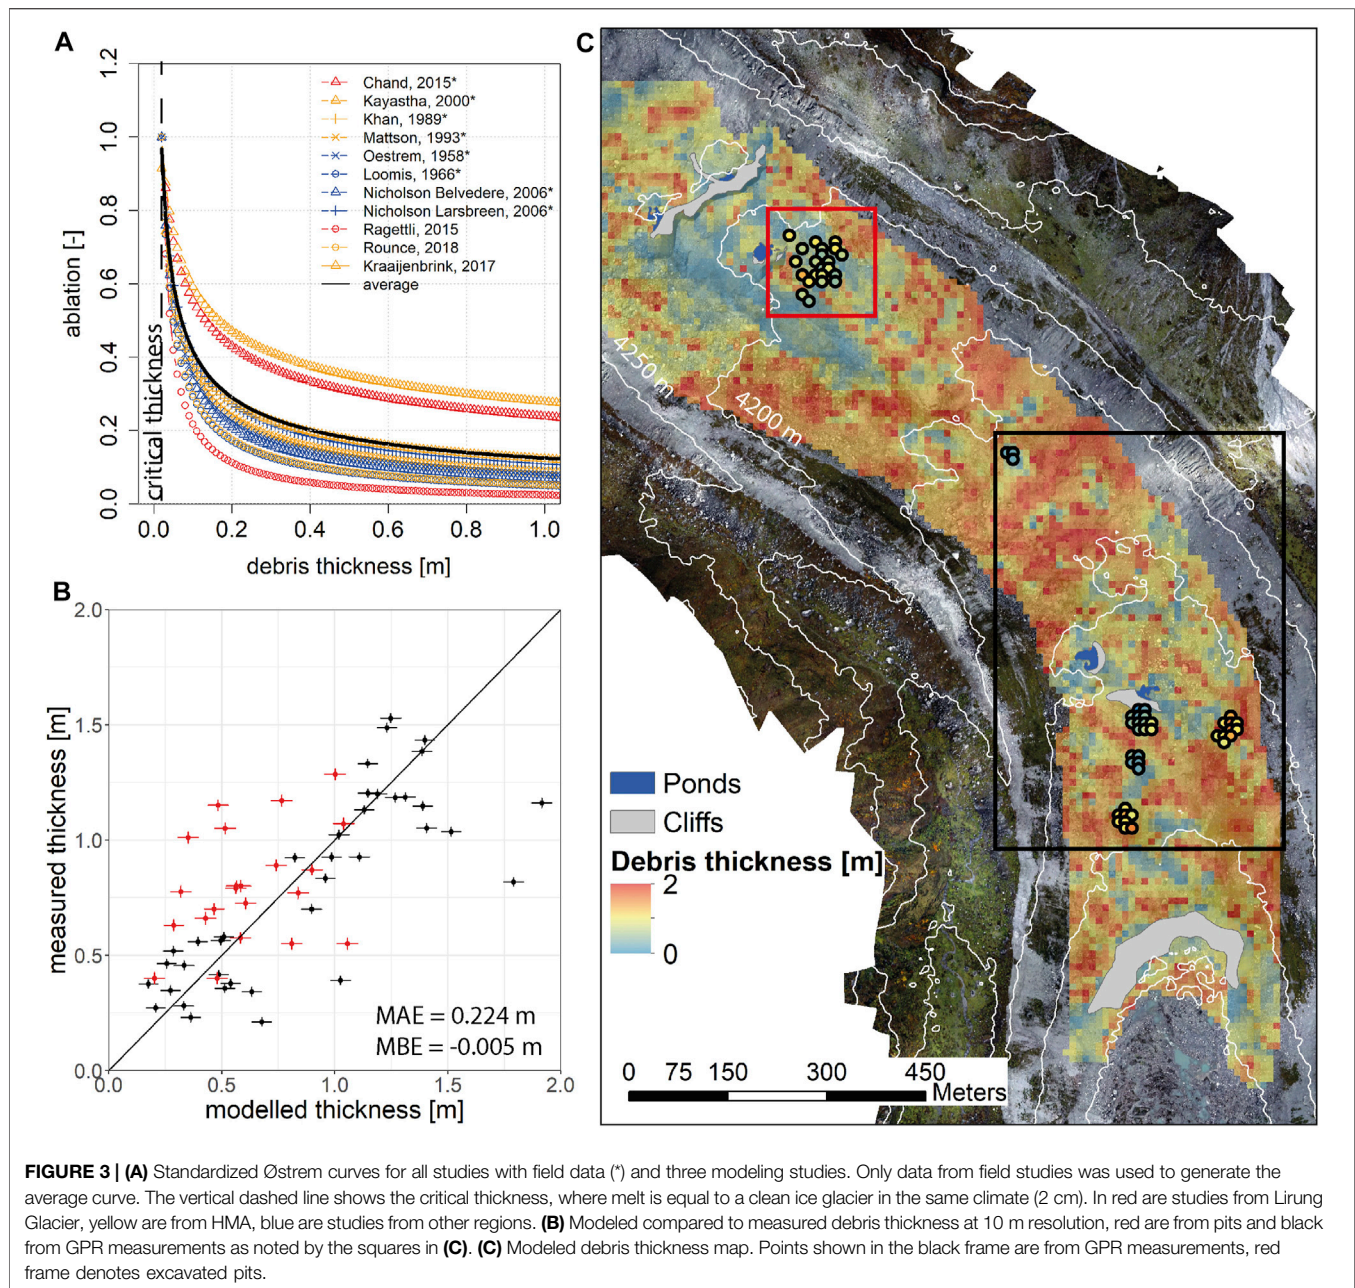 A
ablation [-]
1.2
1.0
0.8
0.6
0.4
0.2
0.0
critical thickness
Chand, 2015*
Kayastha, 2000*
Khan, 1989*
Mattson, 1993*
Oestrem, 1958*
Loomis, 1966*
Nicholson Belvedere, 2006*
Nicholson Larsbreen, 2006*
Ragettli, 2015
Rounce, 2018
Kraaijenbrink, 2017
average
0.0 0.2 0.4 0.6 0.8 1.0
debris thickness [m]
B
measured thickness [m]
2.0
1.5
1.0
0.5
0.0
MAE = 0.224 m
MBE = -0.005 m
0.0 0.5 1.0 1.5 2.0
modelled thickness [m]
C
4250 m
4200 m
Ponds
Cliffs
Debris thickness [m]
2
0
0 75 150 300 450
Meters
FIGURE 3 | (A) Standardized Østrem curves for all studies with field data (*) and three modeling studies. Only data from field studies was used to generate the
average curve. The vertical dashed line shows the critical thickness, where melt is equal to a clean ice glacier in the same climate (2 cm). In red are studies from Lirung
Glacier, yellow are from HMA, blue are studies from other regions. (B) Modeled compared to measured debris thickness at 10 m resolution, red are from pits and black
from GPR measurements as noted by the squares in (C). (C) Modeled debris thickness map. Points shown in the black frame are from GPR measurements, red
frame denotes excavated pits.